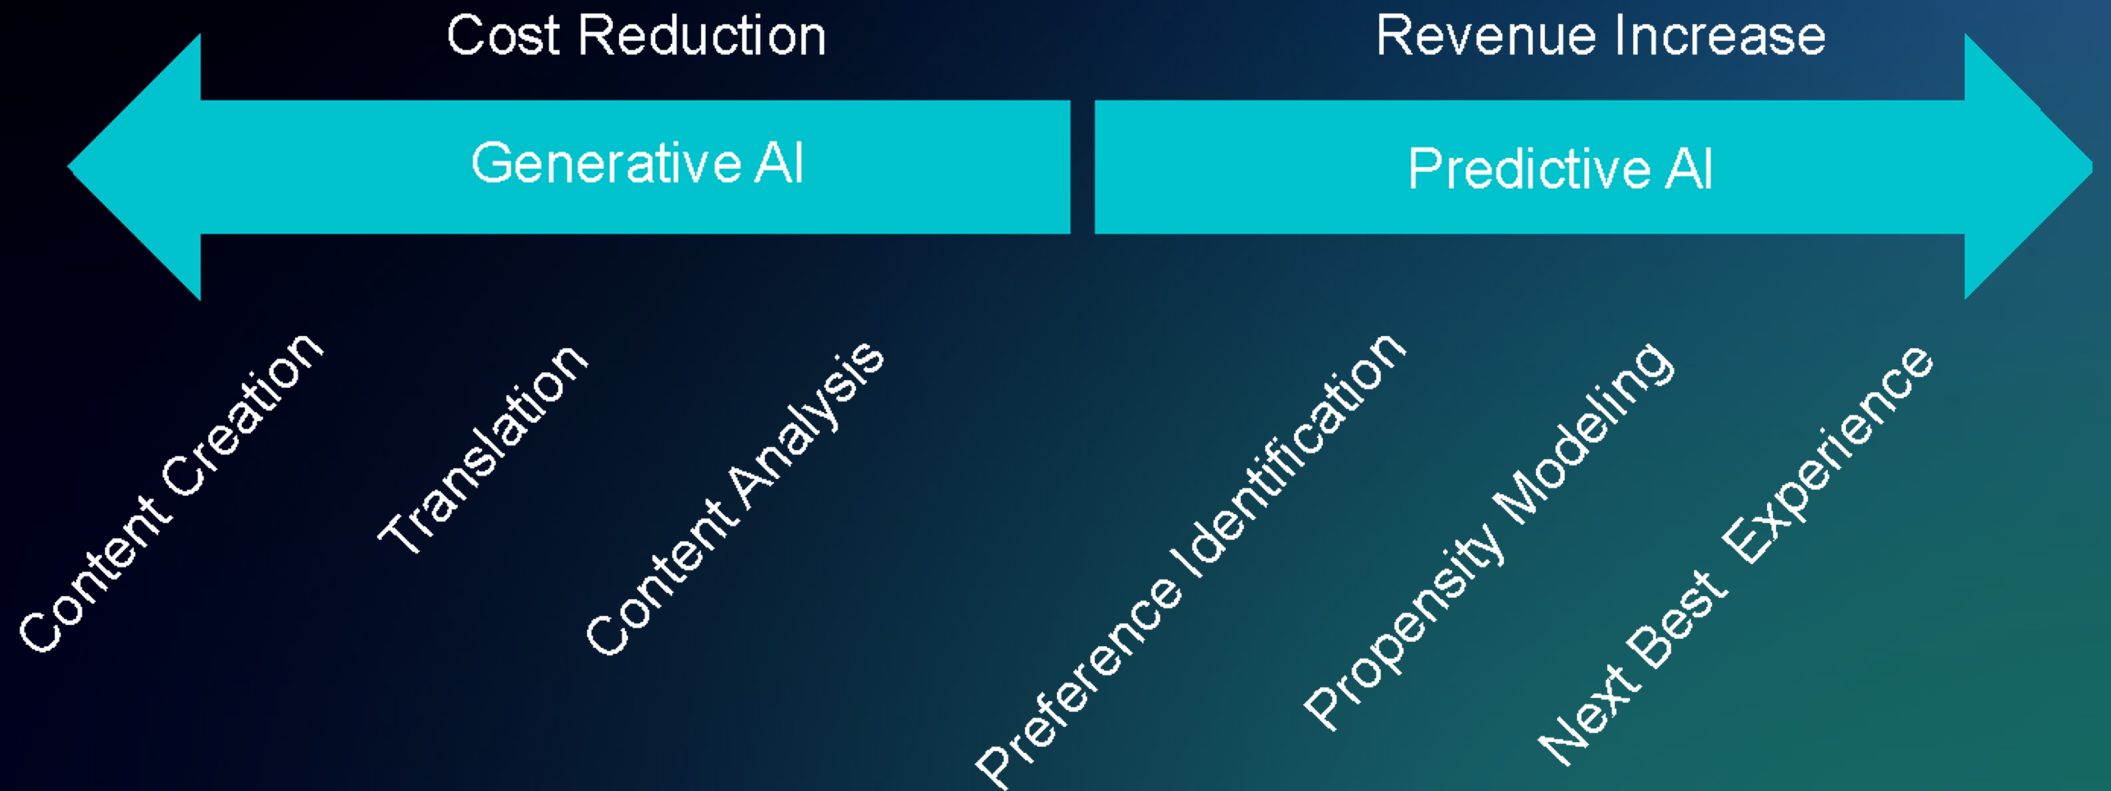 Cost Reduction
Revenue Increase
Generative AI
Predictive AI
Content Creation
Translation
Content Analysis
Preference Identification
Propensity Modeling
Next Best Experience